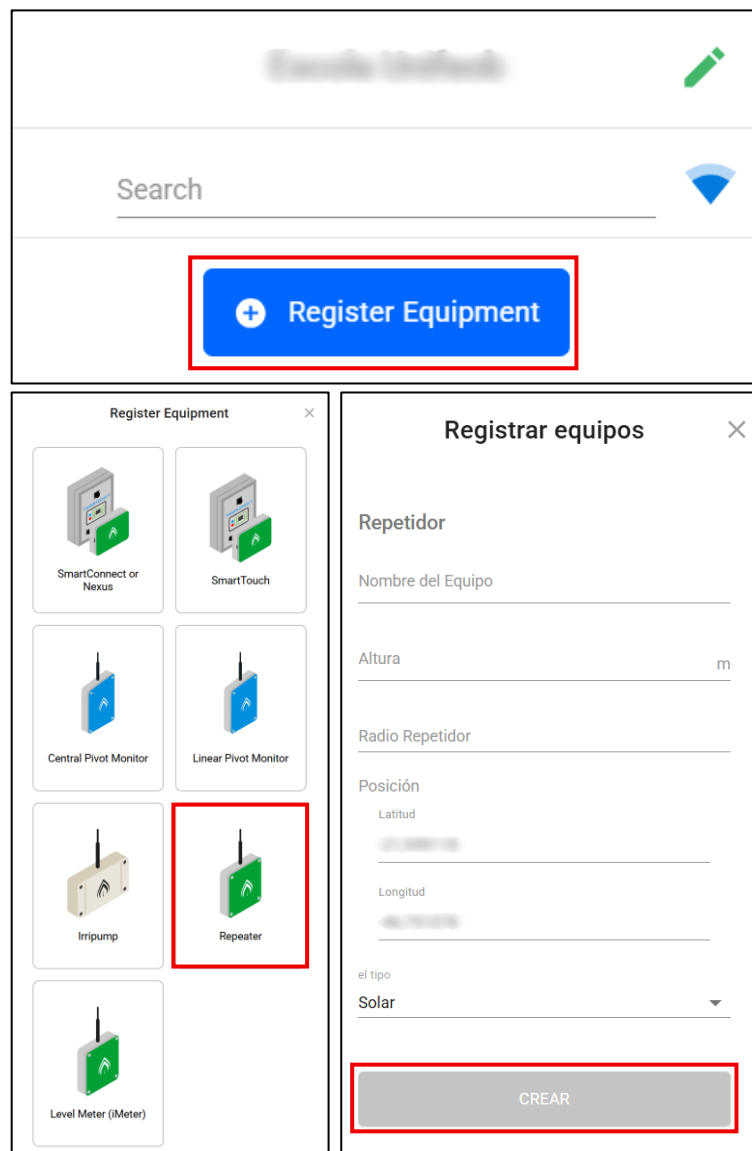 Search
Register Equipment
Register Equipment
SmartConnect or
Nexus
SmartTouch
Central Pivot Monitor
Linear Pivot Monitor
Irripump
Repeater
Level Meter (iMeter)
Registrar equipos
Repetidor
Nombre del Equipo
Altura
m
Radio Repetidor
Posición
Latitud
Longitud
el tipo
Solar
CREAR